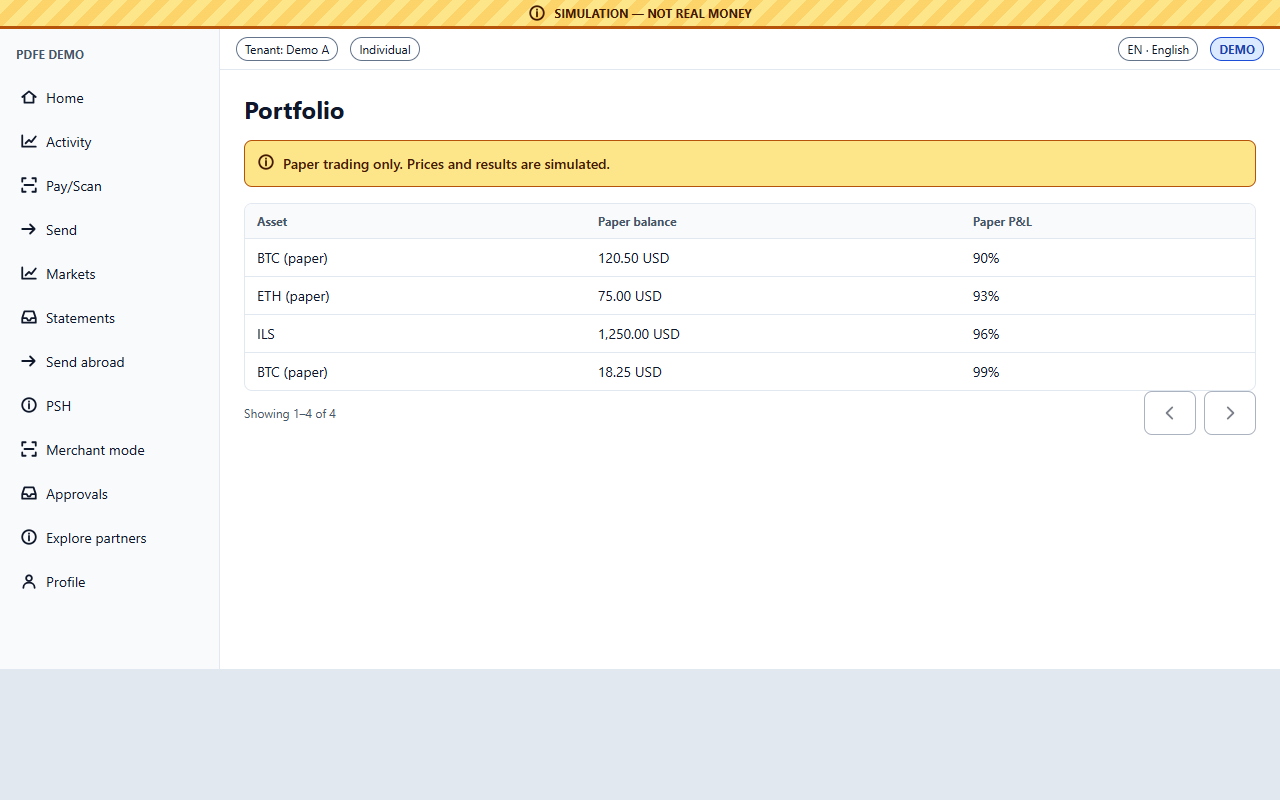 SIMULATION — NOT REAL MONEY
PDFE DEMO
Tenant: Demo A
Individual
EN · English
DEMO
Home
Activity
Pay/Scan
Send
Markets
Statements
Send abroad
PSH
Merchant mode
Approvals
Explore partners
Profile
Portfolio
Paper trading only. Prices and results are simulated.
Asset Paper balance Paper P&L
BTC (paper) 120.50 USD 90%
ETH (paper) 75.00 USD 93%
ILS 1,250.00 USD 96%
BTC (paper) 18.25 USD 99%
Showing 1–4 of 4